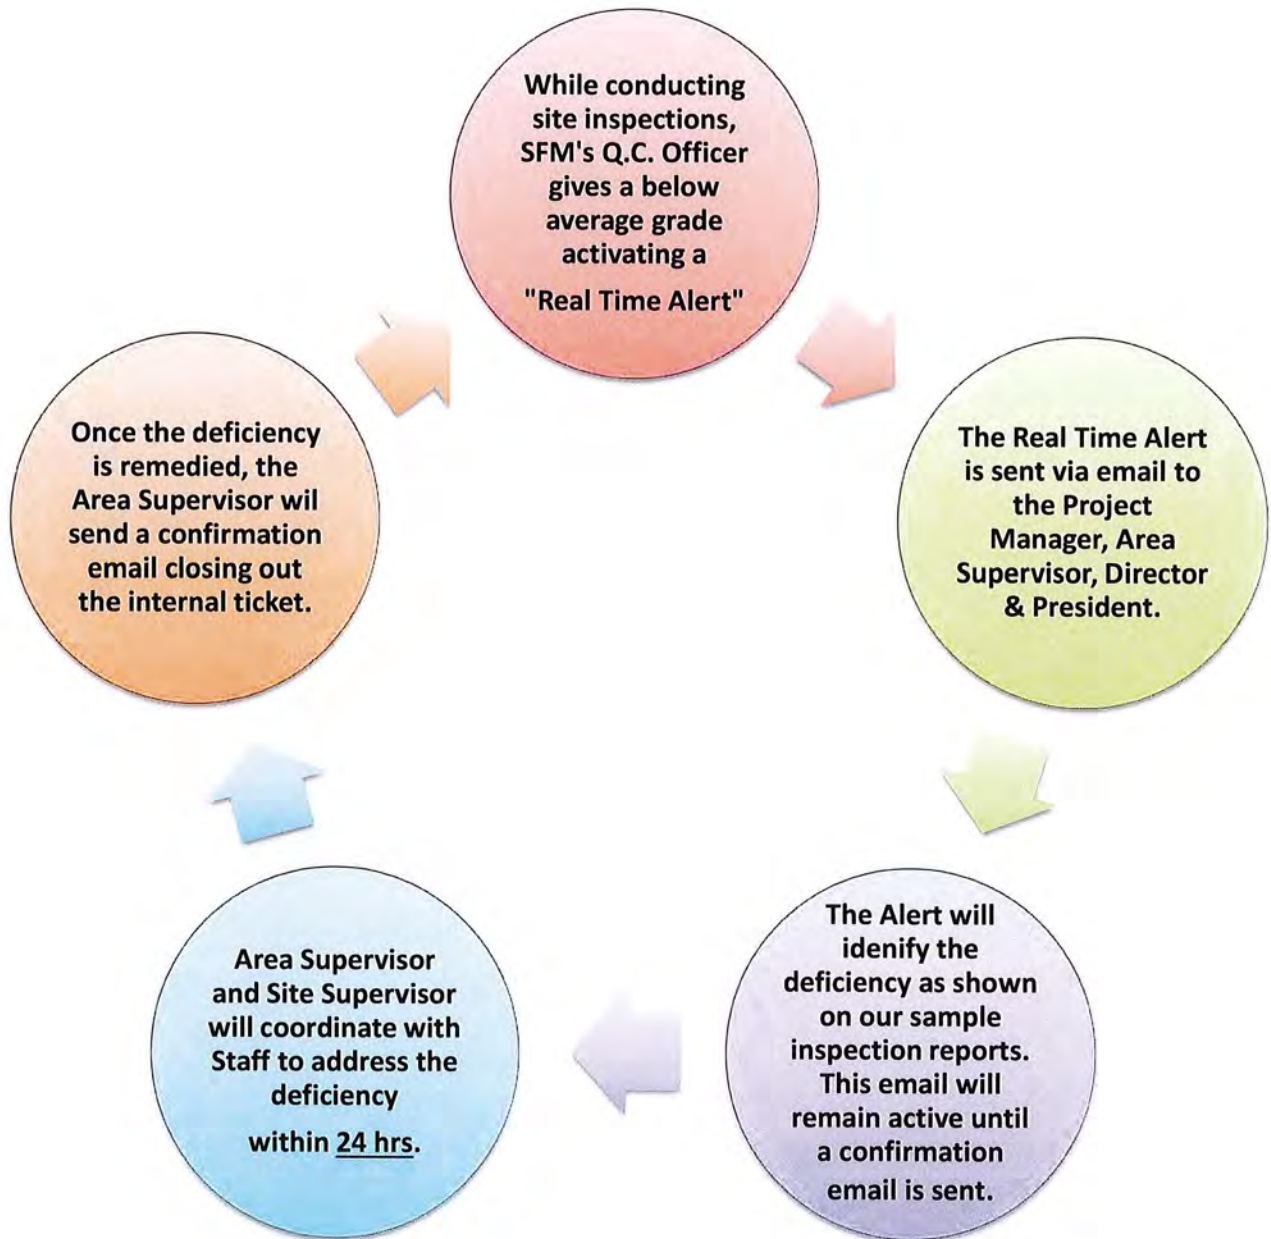 While conducting
site inspections,
SFM's Q.C. Officer
gives a below
average grade
activating a
"Real Time Alert"
The Real Time Alert
is sent via email to
the Project
Manager, Area
Supervisor, Director
& President.
The Alert will
idenify the
deficiency as shown
on our sample
inspection reports.
This email will
remain active until
a confirmation
email is sent.
Area Supervisor
and Site Supervisor
will coordinate with
Staff to address the
deficiency
within 24 hrs.
Once the deficiency
is remedied, the
Area Supervisor wil
send a confirmation
email closing out
the internal ticket.